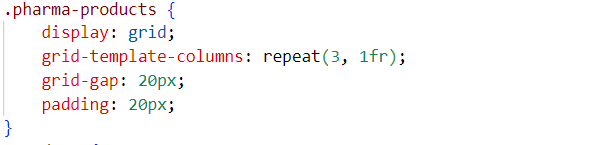 .pharma-products {
    display: grid;
    grid-template-columns: repeat(3, 1fr);
    grid-gap: 20px;
    padding: 20px;
}